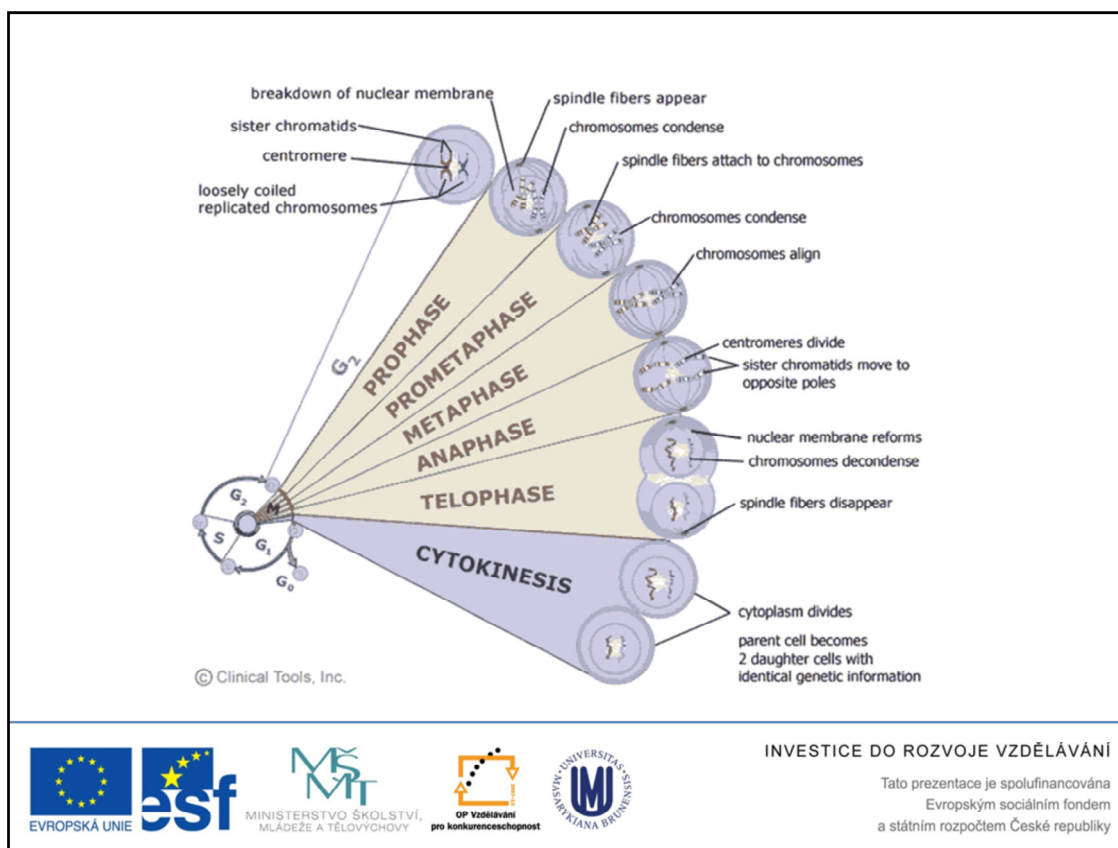 breakdown of nuclear membrane
sister chromatids
centromere
loosely coiled
replicated chromosomes
spindle fibers appear
chromosomes condense
spindle fibers attach to chromosomes
chromosomes condense
chromosomes align
centromeres divide
sister chromatids move to
opposite poles
nuclear membrane reforms
chromosomes decondense
spindle fibers disappear
cytoplasm divides
parent cell becomes
2 daughter cells with
identical genetic information
G2
PROPHASE
PROMETAPHASE
METAPHASE
ANAPHASE
TELOPHASE
CYTOKINESIS
G2
M
S
G1
G0
© Clinical Tools, Inc.
EVROPSKÁ UNIE
esf
MŠMT
MINISTERSTVO ŠKOLSTVÍ,
MLÁDEŽE A TĚLOVÝCHOVY
OP Vzdělávání
pro konkurenceschopnost
UNIVERSITAS MASARYKIANA BRUNENSIS
INVESTICE DO ROZVOJE VZDĚLÁVÁNÍ
Tato prezentace je spolufinancována
Evropským sociálním fondem
a státním rozpočtem České republiky